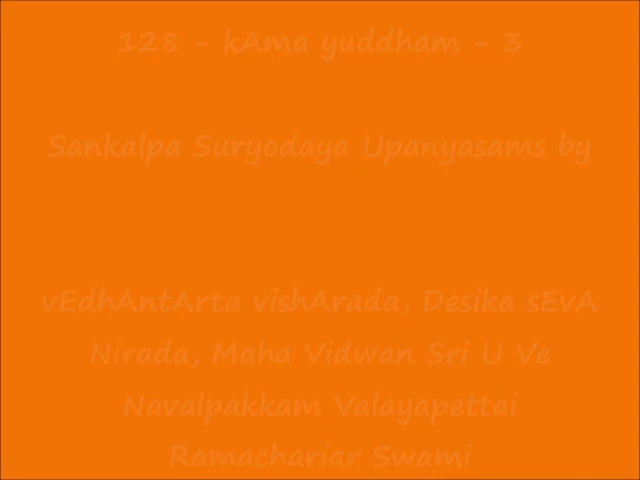 128 - kAma yuddham - 3
Sankalpa Suryodaya Upanyasams by
vEdhAntArta vishArada, Desika sEvA
Nirada, Maha Vidwan Sri U Ve
Navalpakkam Valayapettai
Ramachariar Swami